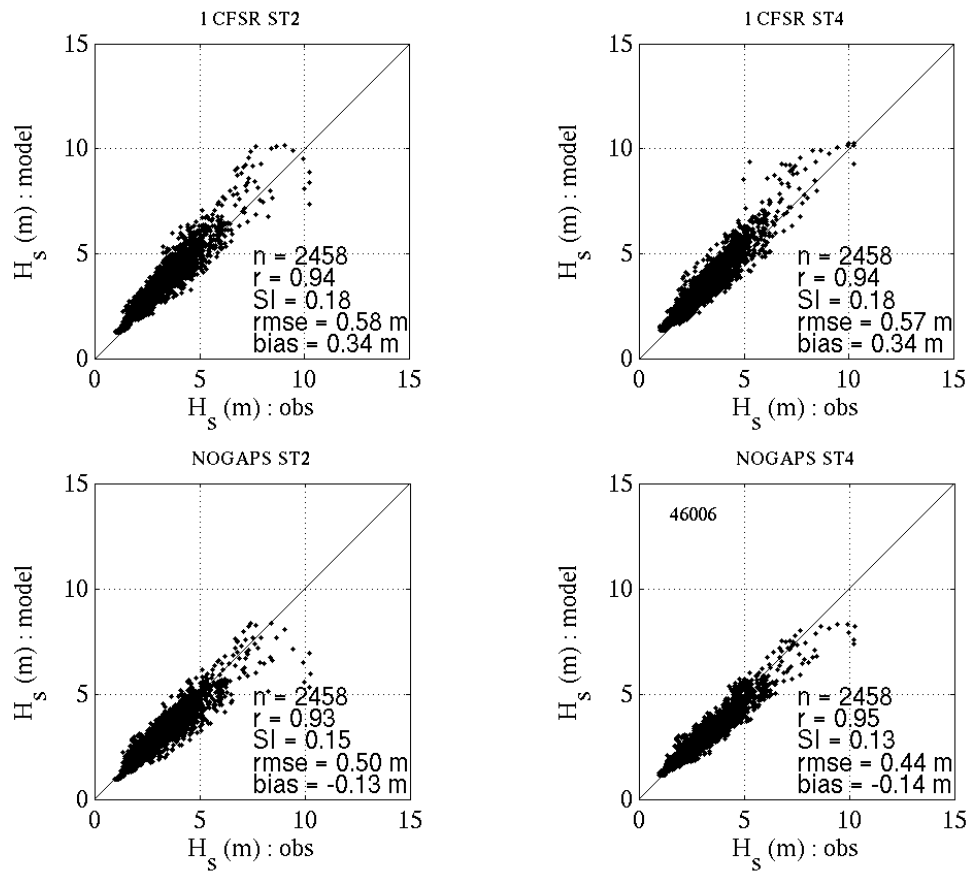 1 CFSR ST2
15
10
5
0
H_s (m) : model
n = 2458
r = 0.94
SI = 0.18
rmse = 0.58 m
bias = 0.34 m
0 5 10 15
H_s (m) : obs
1 CFSR ST4
15
10
5
0
H_s (m) : model
n = 2458
r = 0.94
SI = 0.18
rmse = 0.57 m
bias = 0.34 m
0 5 10 15
H_s (m) : obs
NOGAPS ST2
15
10
5
0
H_s (m) : model
n = 2458
r = 0.93
SI = 0.15
rmse = 0.50 m
bias = -0.13 m
0 5 10 15
H_s (m) : obs
NOGAPS ST4
46006
15
10
5
0
H_s (m) : model
n = 2458
r = 0.95
SI = 0.13
rmse = 0.44 m
bias = -0.14 m
0 5 10 15
H_s (m) : obs